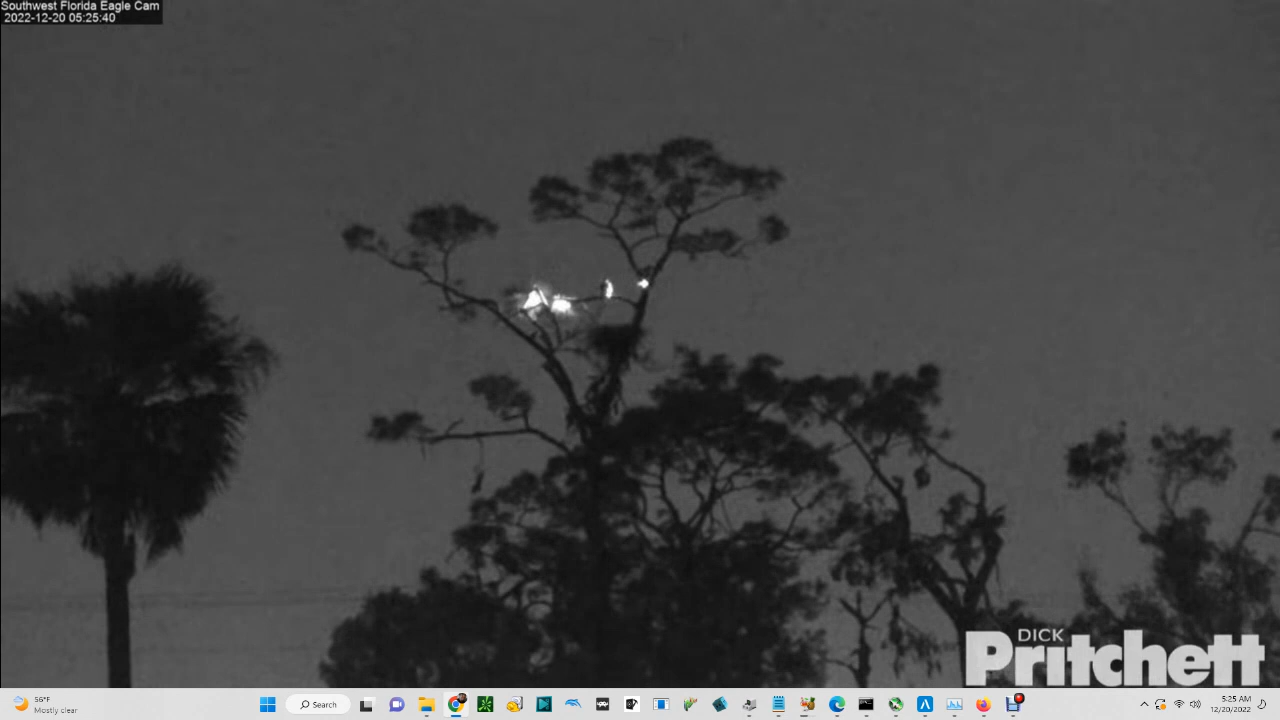 Southwest Florida Eagle Cam
2022-12-20 05:25:40
DICK
Pritchett
56°F
Mostly clear
Search
5:25 AM
12/20/2022